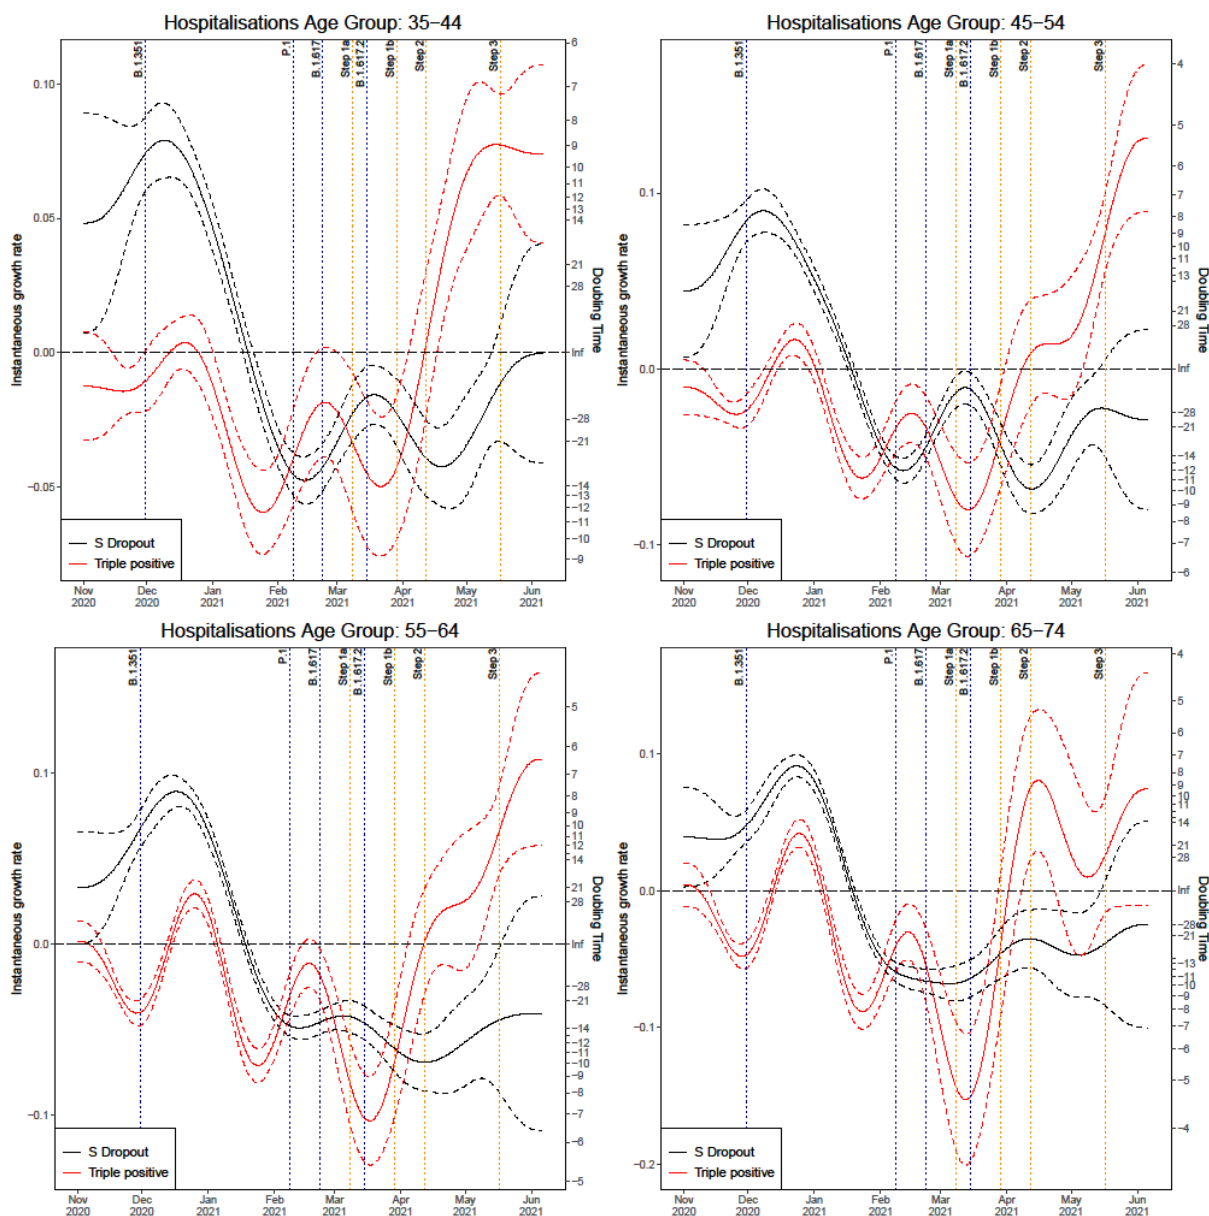 Hospitalisations Age Group: 35−44
B.1.351
P.1
B.1.617
Step 1a
B.1.617.2
Step 1b
Step 2
Step 3
Instantaneous growth rate
0.10
0.05
0.00
−0.05
Doubling Time
6
7
8
9
10
11
12
13
14
21
28
Inf
−28
−21
−14
−13
−12
−11
−10
−9
S Dropout
Triple positive
Nov Dec Jan Feb Mar Apr May Jun
2020 2020 2021 2021 2021 2021 2021 2021
Hospitalisations Age Group: 45−54
B.1.351
P.1
B.1.617
Step 1a
B.1.617.2
Step 1b
Step 2
Step 3
Instantaneous growth rate
0.1
0.0
−0.1
Doubling Time
4
5
6
7
8
9
10
11
13
21
28
Inf
−28
−21
−14
−12
−11
−10
−9
−8
−7
−6
S Dropout
Triple positive
Nov Dec Jan Feb Mar Apr May Jun
2020 2020 2021 2021 2021 2021 2021 2021
Hospitalisations Age Group: 55−64
B.1.351
P.1
B.1.617
Step 1a
B.1.617.2
Step 1b
Step 2
Step 3
Instantaneous growth rate
0.1
0.0
−0.1
Doubling Time
5
6
7
8
9
10
11
12
14
21
28
Inf
−28
−21
−14
−12
−11
−10
−9
−8
−7
−6
−5
S Dropout
Triple positive
Nov Dec Jan Feb Mar Apr May Jun
2020 2020 2021 2021 2021 2021 2021 2021
Hospitalisations Age Group: 65−74
B.1.351
P.1
B.1.617
Step 1a
B.1.617.2
Step 1b
Step 2
Step 3
Instantaneous growth rate
0.1
0.0
−0.1
−0.2
Doubling Time
4
5
6
7
8
9
10
11
14
21
28
Inf
−28
−21
−13
−11
−10
−9
−8
−7
−6
−5
−4
S Dropout
Triple positive
Nov Dec Jan Feb Mar Apr May Jun
2020 2020 2021 2021 2021 2021 2021 2021